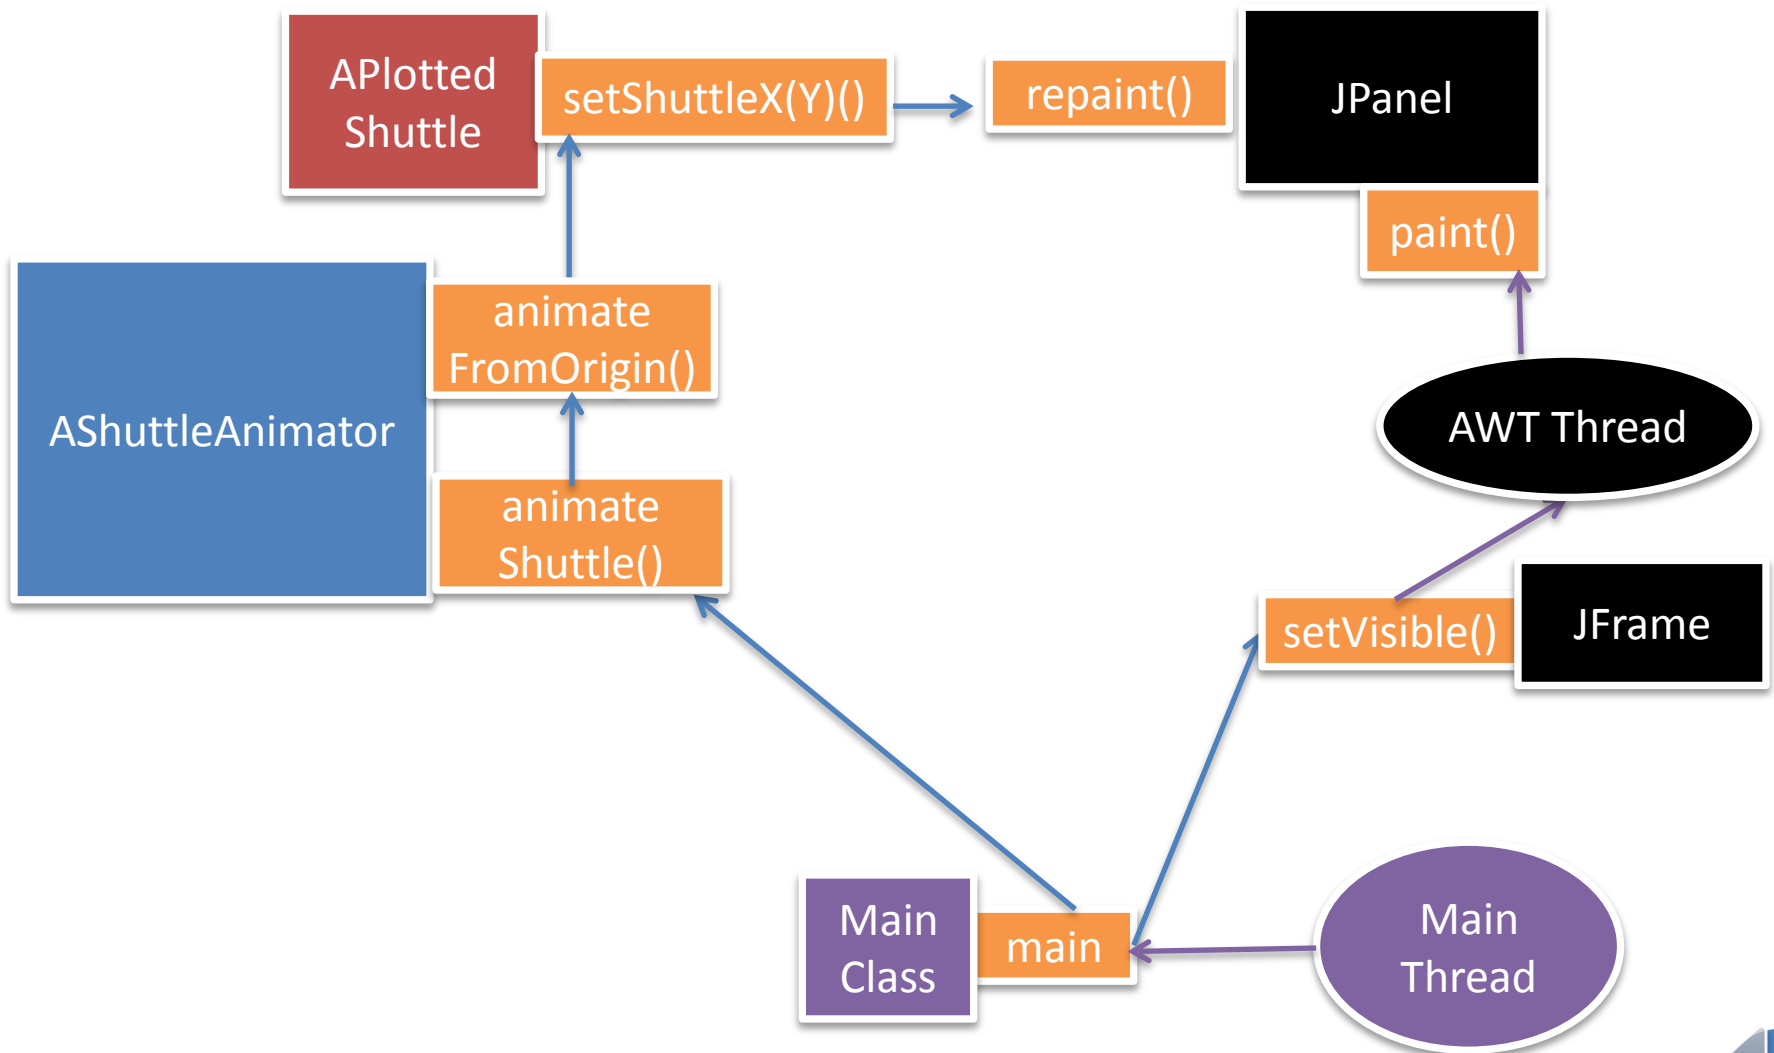 APlotted
Shuttle
setShuttleX(Y)()
repaint()
JPanel
paint()
animate
FromOrigin()
AShuttleAnimator
AWT Thread
animate
Shuttle()
setVisible()
JFrame
Main
Class
main
Main
Thread